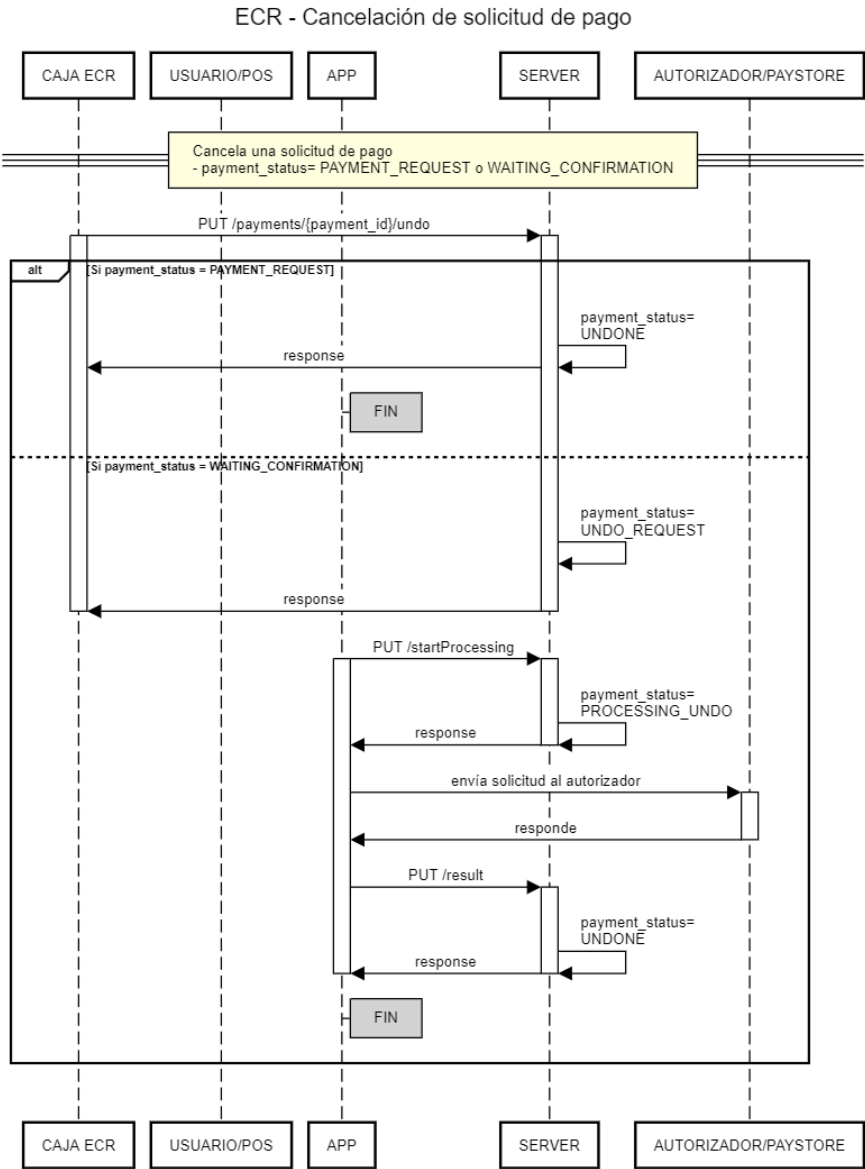 ECR - Cancelación de solicitud de pago
CAJA ECR
USUARIO/POS
APP
SERVER
AUTORIZADOR/PAYSTORE
Cancela una solicitud de pago
- payment_status= PAYMENT_REQUEST o WAITING_CONFIRMATION
PUT /payments/{payment_id}/undo
alt
[Si payment_status = PAYMENT_REQUEST]
payment_status=
UNDONE
response
FIN
[Si payment_status = WAITING_CONFIRMATION]
payment_status=
UNDO_REQUEST
response
PUT /startProcessing
payment_status=
PROCESSING_UNDO
response
envía solicitud al autorizador
responde
PUT /result
payment_status=
UNDONE
response
FIN
CAJA ECR
USUARIO/POS
APP
SERVER
AUTORIZADOR/PAYSTORE